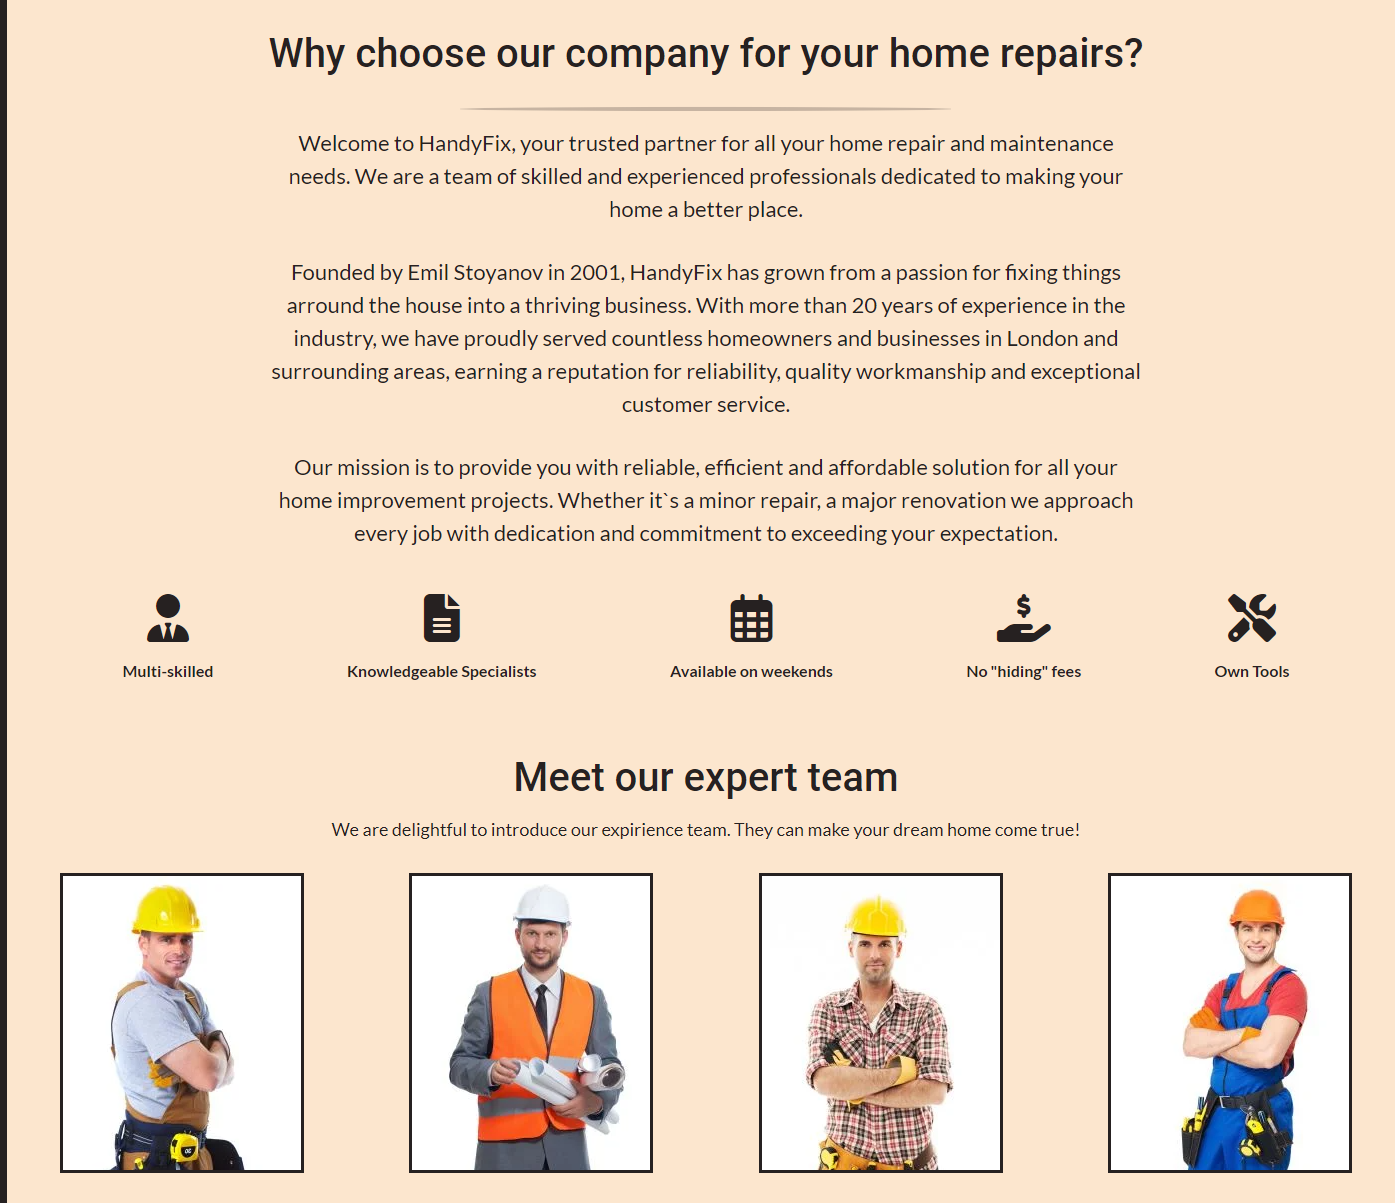 Why choose our company for your home repairs?
Welcome to HandyFix, your trusted partner for all your home repair and maintenance
needs. We are a team of skilled and experienced professionals dedicated to making your
home a better place.
Founded by Emil Stoyanov in 2001, HandyFix has grown from a passion for fixing things
arround the house into a thriving business. With more than 20 years of experience in the
industry, we have proudly served countless homeowners and businesses in London and
surrounding areas, earning a reputation for reliability, quality workmanship and exceptional
customer service.
Our mission is to provide you with reliable, efficient and affordable solution for all your
home improvement projects. Whether it`s a minor repair, a major renovation we approach
every job with dedication and commitment to exceeding your expectation.
Multi-skilled
Knowledgeable Specialists
Available on weekends
No "hiding" fees
Own Tools
Meet our expert team
We are delightful to introduce our expirience team. They can make your dream home come true!